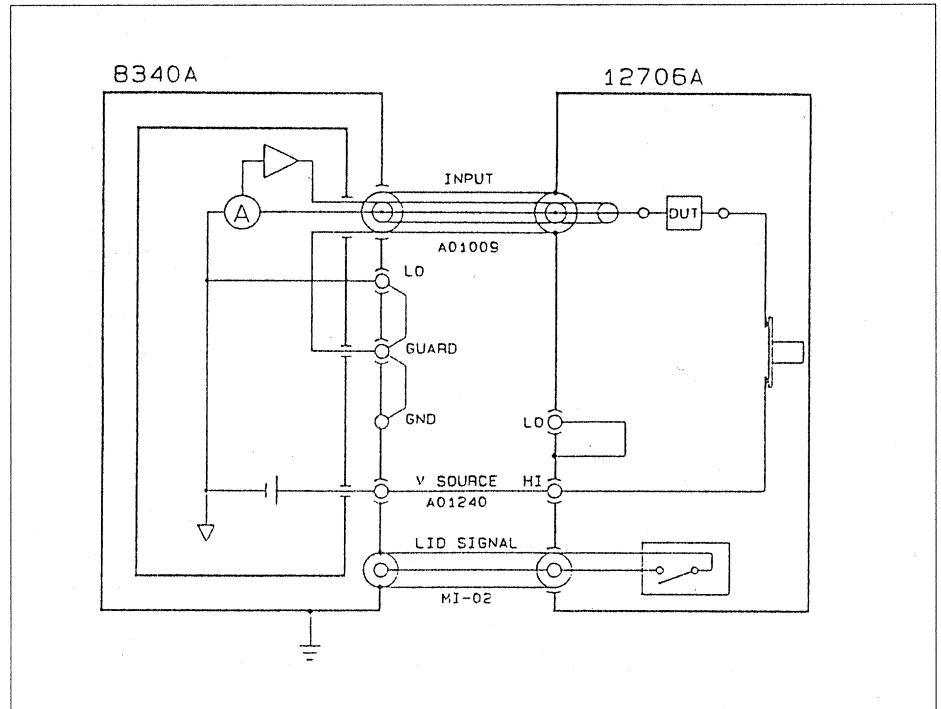 8340A
12706A
INPUT
A
DUT
A01009
LO
GUARD
GND
LO
V SOURCE
HI
A01240
LID SIGNAL
MI-02